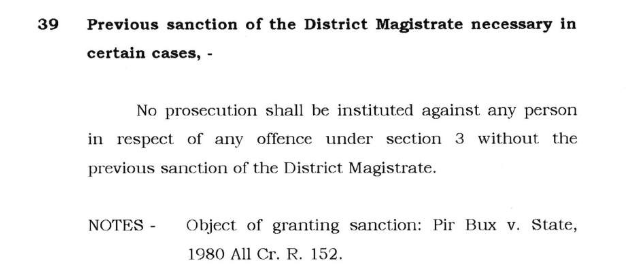 39 Previous sanction of the District Magistrate necessary in
certain cases, -
No prosecution shall be instituted against any person
in respect of any offence under section 3 without the
previous sanction of the District Magistrate.
NOTES - Object of granting sanction: Pir Bux v. State,
1980 All Cr. R. 152.